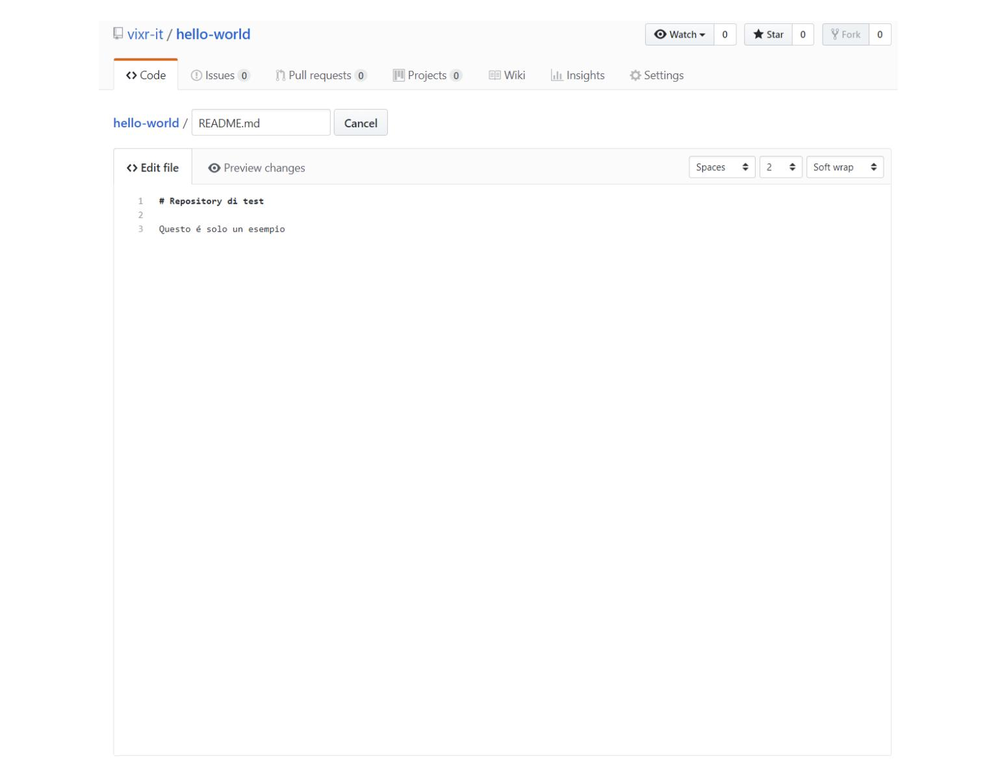 vixr-it / hello-world Watch 0 Star 0 Fork 0
Code Issues 0 Pull requests 0 Projects 0 Wiki Insights Settings
hello-world / README.md Cancel
Edit file Preview changes Spaces 2 Soft wrap
1 # Repository di test
2
3 Questo é solo un esempio